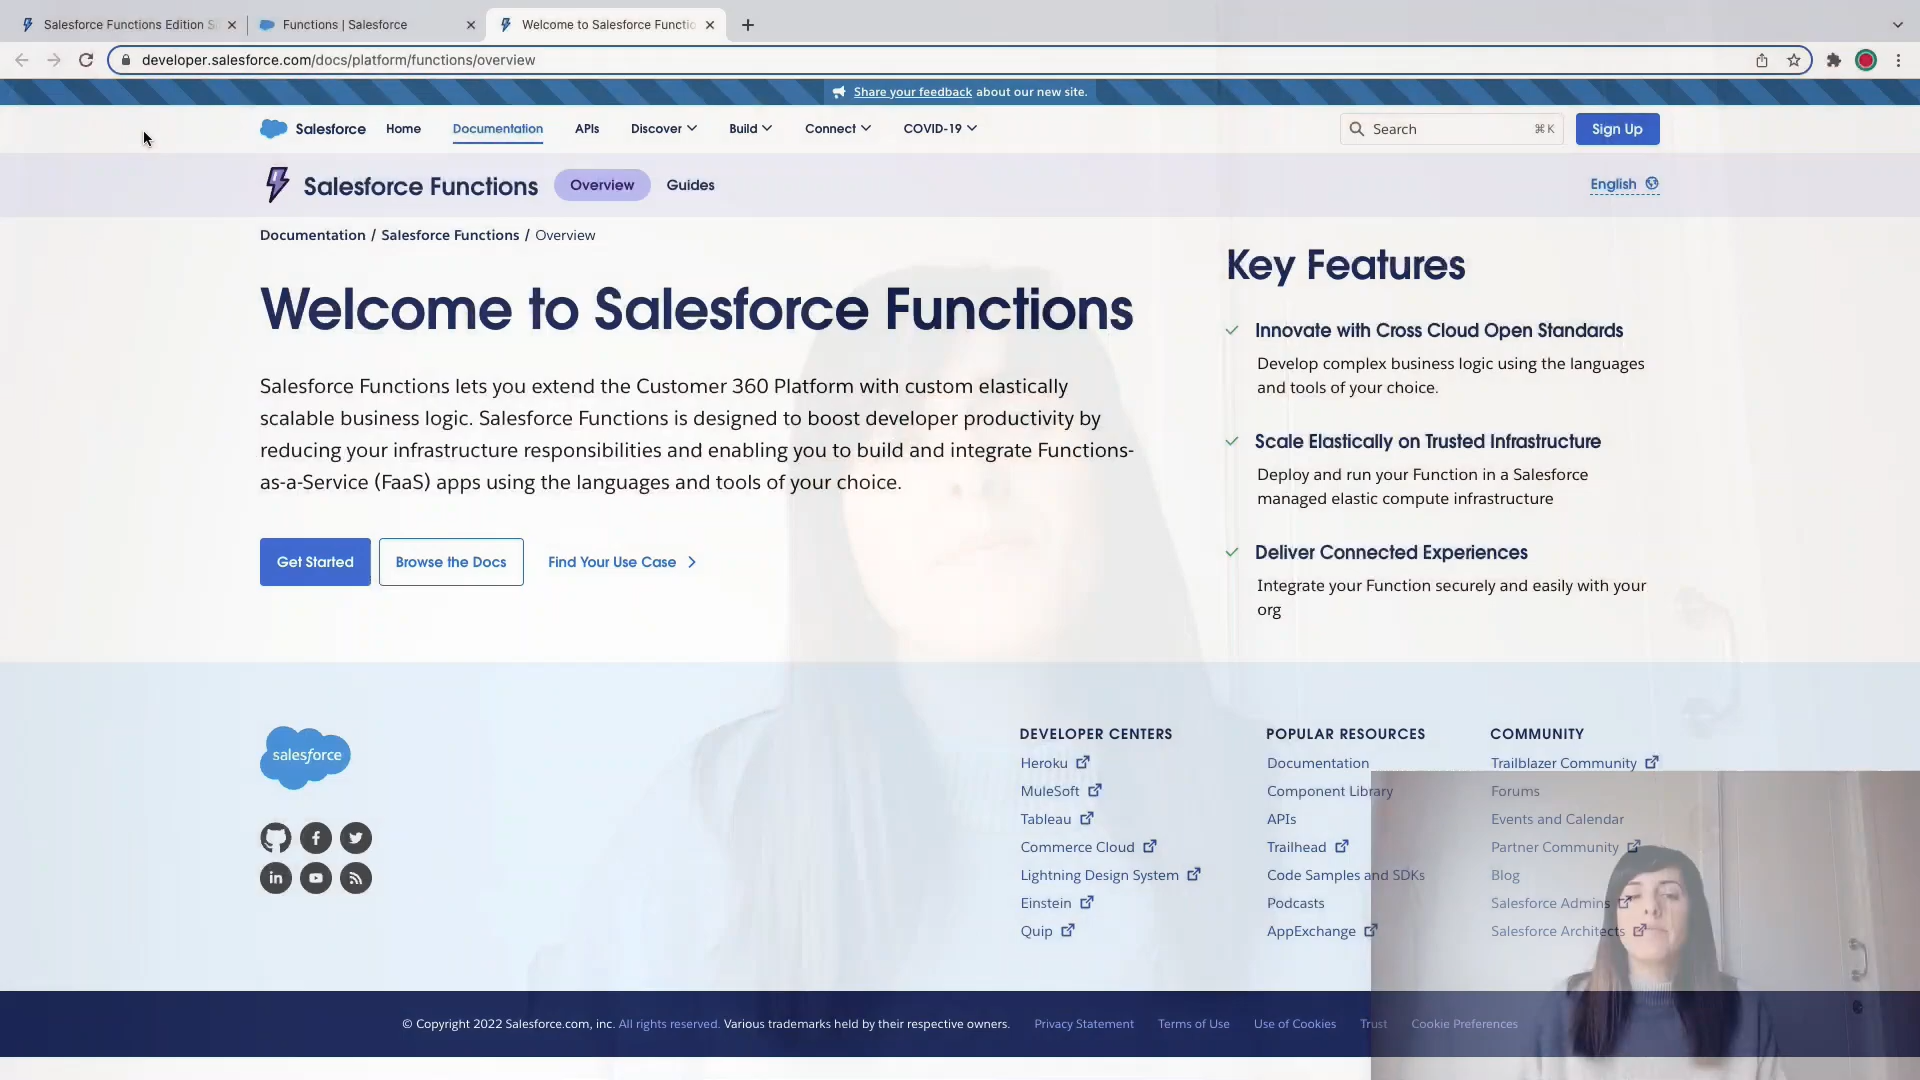 Salesforce Functions Edition S
Functions | Salesforce
Welcome to Salesforce Functio
developer.salesforce.com/docs/platform/functions/overview
Share your feedback about our new site.
Salesforce Home Documentation APIs Discover Build Connect COVID-19 Search ⌘K Sign Up
Salesforce Functions Overview Guides English
Documentation / Salesforce Functions / Overview
Welcome to Salesforce Functions
Salesforce Functions lets you extend the Customer 360 Platform with custom elastically
scalable business logic. Salesforce Functions is designed to boost developer productivity by
reducing your infrastructure responsibilities and enabling you to build and integrate Functions-
as-a-Service (FaaS) apps using the languages and tools of your choice.
Get Started Browse the Docs Find Your Use Case
Key Features
Innovate with Cross Cloud Open Standards
Develop complex business logic using the languages
and tools of your choice.
Scale Elastically on Trusted Infrastructure
Deploy and run your Function in a Salesforce
managed elastic compute infrastructure
Deliver Connected Experiences
Integrate your Function securely and easily with your
org
salesforce
in
DEVELOPER CENTERS
Heroku
MuleSoft
Tableau
Commerce Cloud
Lightning Design System
Einstein
Quip
POPULAR RESOURCES
Documentation
Component Library
APIs
Trailhead
Code Samples and SDKs
Podcasts
AppExchange
COMMUNITY
Trailblazer Community
Forums
Events and Calendar
Partner Community
Blog
Salesforce Admins
Salesforce Architects
© Copyright 2022 Salesforce.com, inc. All rights reserved. Various trademarks held by their respective owners. Privacy Statement Terms of Use Use of Cookies Trust Cookie Preferences